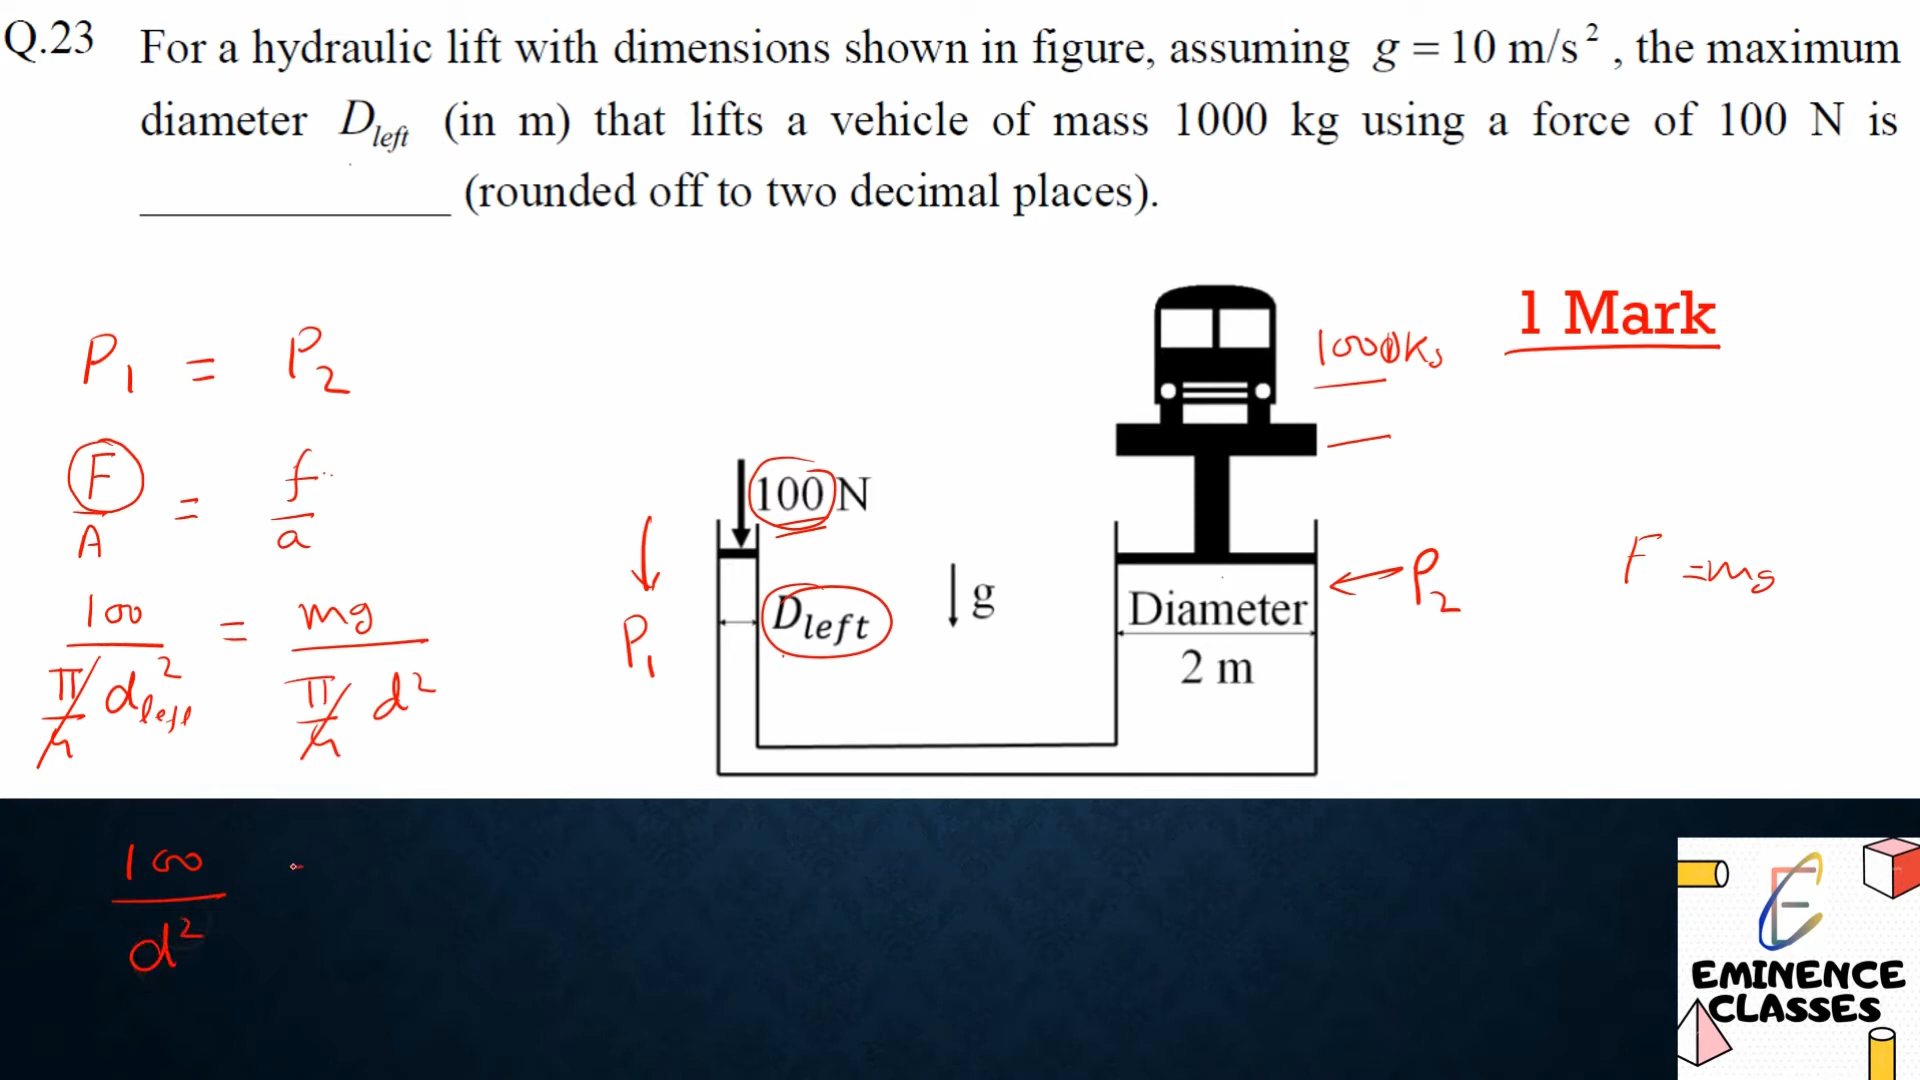 Q.23 For a hydraulic lift with dimensions shown in figure, assuming g = 10 m/s², the maximum
diameter D_left (in m) that lifts a vehicle of mass 1000 kg using a force of 100 N is
____________ (rounded off to two decimal places).
1 Mark
P₁ = P₂
1000Kg
F/A = f/a
100 N
F = mg
P₂
g
Diameter
2 m
D_left
P₁
100/(π/4 d_left²) = mg/(π/4 d²)
100/d²
E
EMINENCE
CLASSES